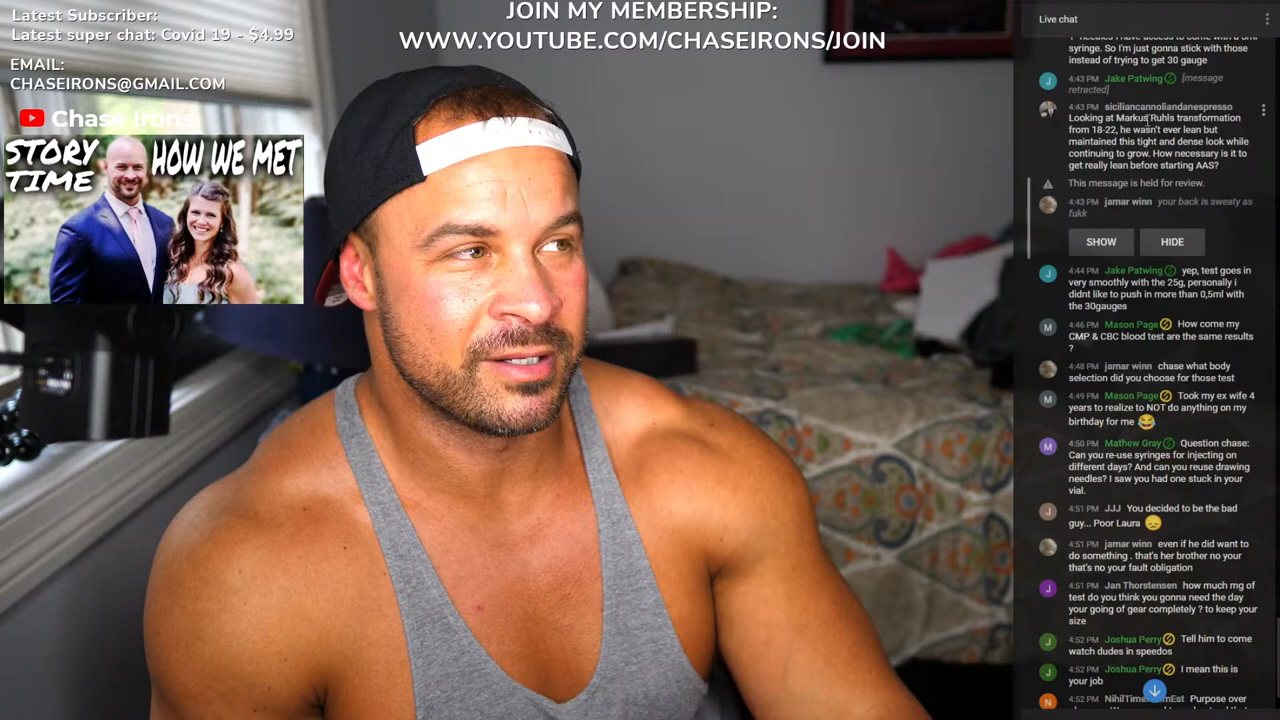 Latest Subscriber:
Latest super chat: Covid 19 - $4.99
EMAIL:
CHASEIRONS@GMAIL.COM
Chase Irons
STORY TIME
HOW WE MET
JOIN MY MEMBERSHIP:
WWW.YOUTUBE.COM/CHASEIRONS/JOIN
Live chat
syringe. So I'm just gonna stick with those
instead of trying to get 30 gauge
J
4:43 PM Jake Patwing [message
retracted]
4:43 PM siciliancannoliandanespresso
Looking at Markus Ruhls transformation
from 18-22, he wasn't ever lean but
maintained this tight and dense look while
continuing to grow. How necessary is it to
get really lean before starting AAS?
This message is held for review.
4:43 PM jamar winn your back is sweaty as
fukk
SHOW HIDE
J
4:44 PM Jake Patwing yep, test goes in
very smoothly with the 25g, personally i
didnt like to push in more than 0,5ml with
the 30gauges
M
4:46 PM Mason Page How come my
CMP & CBC blood test are the same results
?
4:48 PM jamar winn chase what body
selection did you choose for those test
M
4:49 PM Mason Page Took my ex wife 4
years to realize to NOT do anything on my
birthday for me 😂
M
4:50 PM Mathew Gray Question chase:
Can you re-use syringes for injecting on
different days? And can you reuse drawing
needles? I saw you had one stuck in your
vial.
J
4:51 PM JJJ You decided to be the bad
guy... Poor Laura 😞
4:51 PM jamar winn even if he did want to
do something . that's her brother no your
that's no your fault obligation
J
4:51 PM Jan Thorstensen how much mg of
test do you think you gonna need the day
your going of gear completely ? to keep your
size
J
4:52 PM Joshua Perry Tell him to come
watch dudes in speedos
J
4:52 PM Joshua Perry I mean this is
your job
N
4:52 PM Purpose over